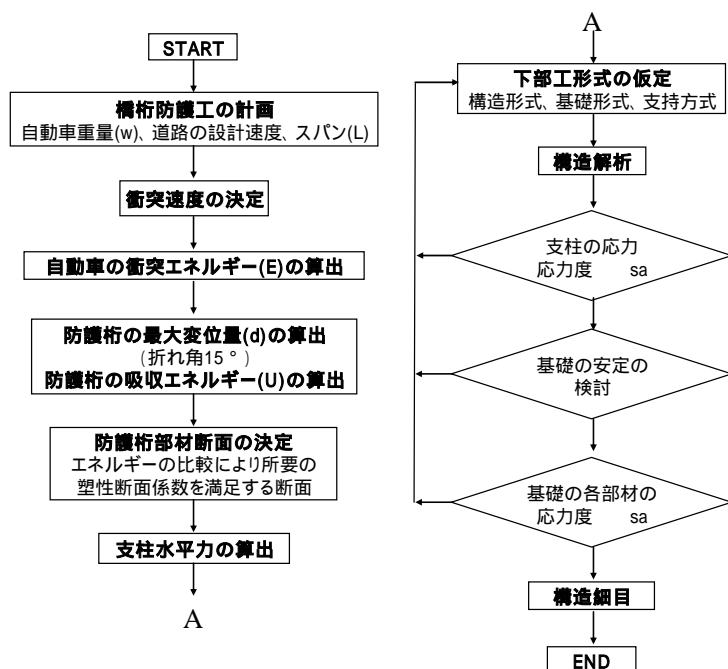 START
橋桁防護工の計画
自動車重量(w)、道路の設計速度、スパン(L)
衝突速度の決定
自動車の衝突エネルギー(E)の算出
防護桁の最大変位量(d)の算出
(折れ角15°)
防護桁の吸収エネルギー(U)の算出
防護桁部材断面の決定
エネルギーの比較により所要の
塑性断面係数を満足する断面
支柱水平力の算出
A
A
下部工形式の仮定
構造形式、基礎形式、支持方式
構造解析
支柱の応力
応力度 sa
基礎の安定の
検討
基礎の各部材の
応力度 sa
構造細目
END